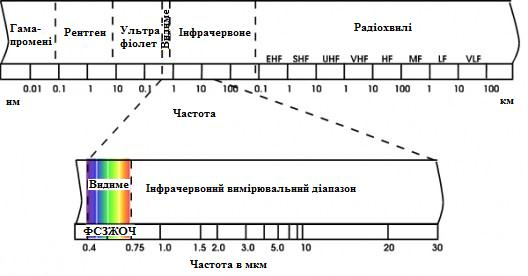 Гама-
промені
Рентген
Ультра
фіолет
Видиме
Інфрачервоне
Радіохвилі
EHF SHF UHF VHF HF MF LF VLF
0.01 0.1 1 10 0.1 1 10 100 0.1 1 10 100 1 10 100
нм
км
Частота
Видиме
Інфрачервоний вимірювальний діапазон
ФСЗЖОЧ
0.4 0.75 1.0 1.5 2.0 3.0 5.0 10 20 30
Частота в мкм